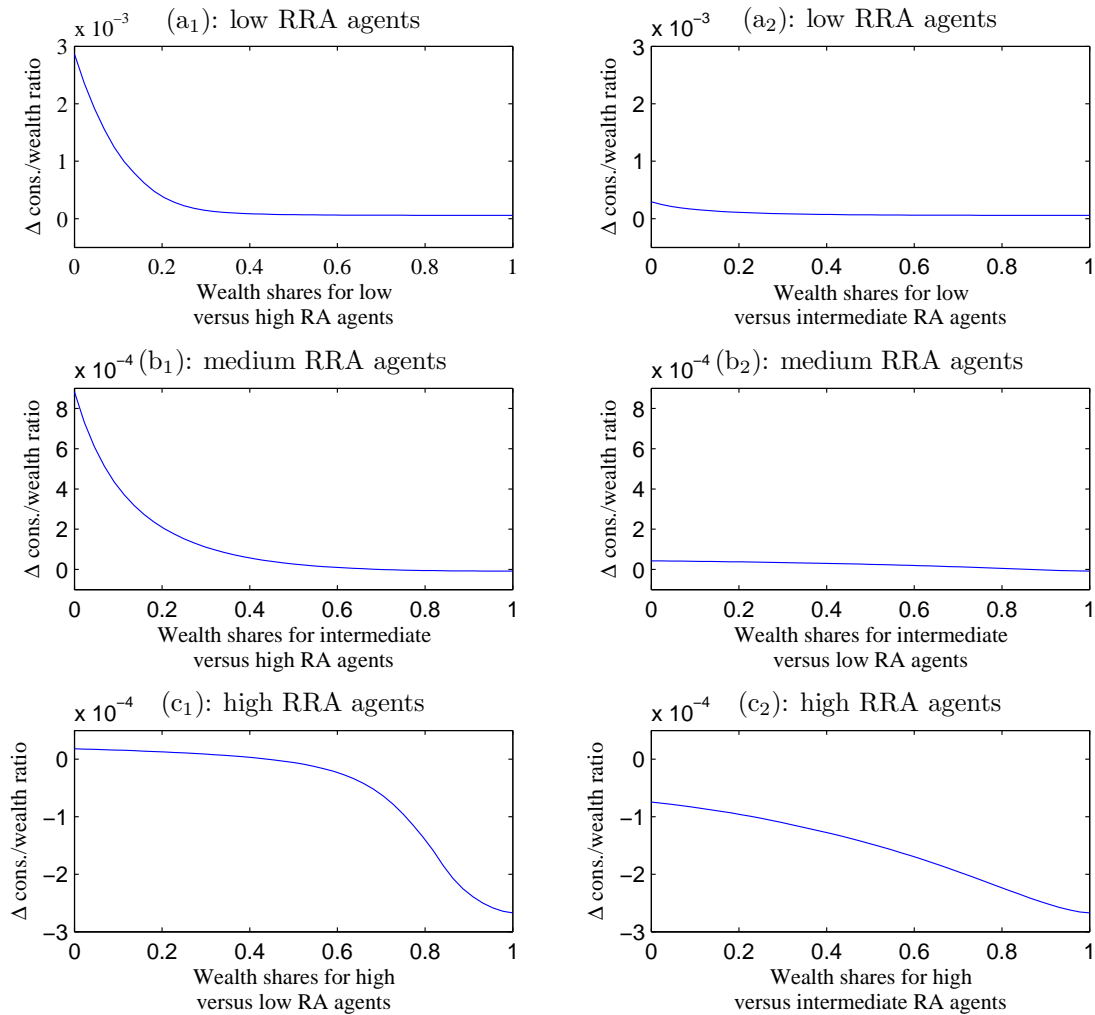 x 10⁻³ (a₁): low RRA agents
3
2
1
0
Δ cons./wealth ratio
0 0.2 0.4 0.6 0.8 1
Wealth shares for low
versus high RA agents
x 10⁻³ (a₂): low RRA agents
3
2
1
0
Δ cons./wealth ratio
0 0.2 0.4 0.6 0.8 1
Wealth shares for low
versus intermediate RA agents
x 10⁻⁴ (b₁): medium RRA agents
8
6
4
2
0
Δ cons./wealth ratio
0 0.2 0.4 0.6 0.8 1
Wealth shares for intermediate
versus high RA agents
x 10⁻⁴ (b₂): medium RRA agents
8
6
4
2
0
Δ cons./wealth ratio
0 0.2 0.4 0.6 0.8 1
Wealth shares for intermediate
versus low RA agents
x 10⁻⁴ (c₁): high RRA agents
0
−1
−2
−3
Δ cons./wealth ratio
0 0.2 0.4 0.6 0.8 1
Wealth shares for high
versus low RA agents
x 10⁻⁴ (c₂): high RRA agents
0
−1
−2
−3
Δ cons./wealth ratio
0 0.2 0.4 0.6 0.8 1
Wealth shares for high
versus intermediate RA agents